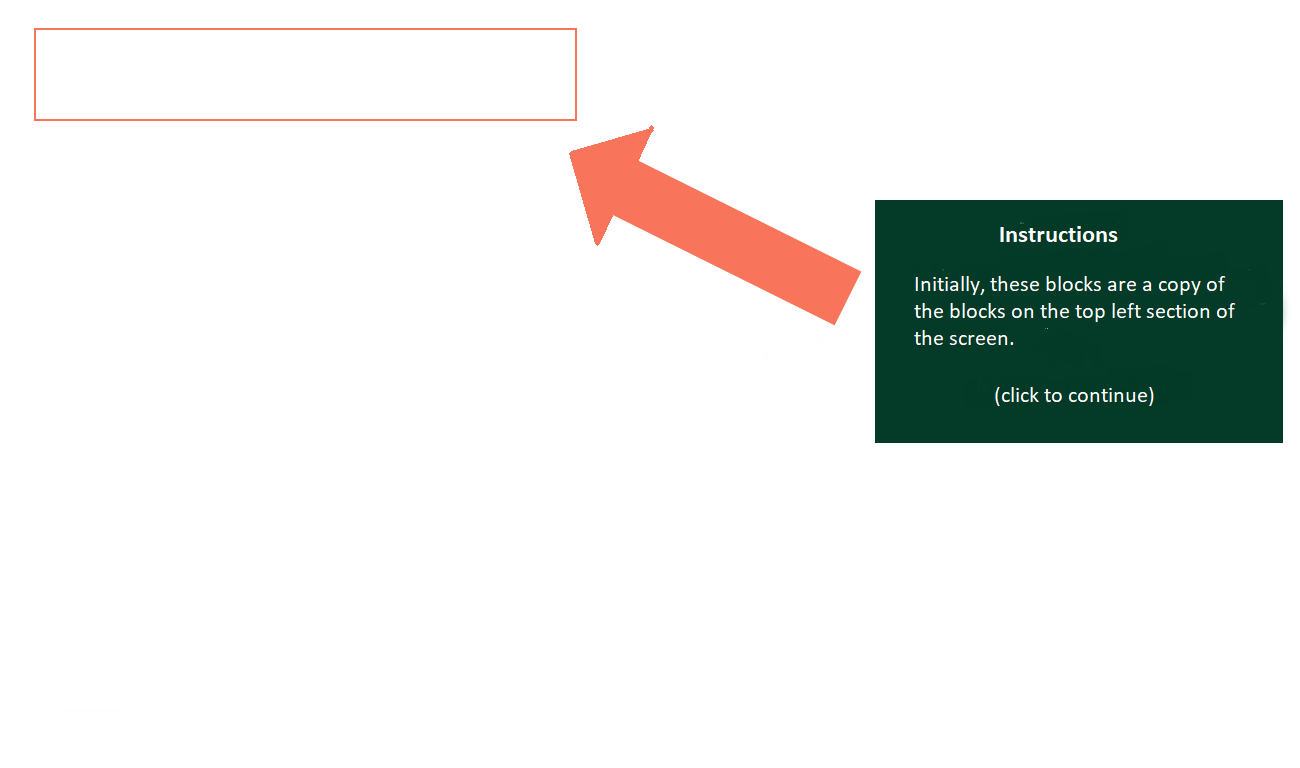 Instructions
Initially, these blocks are a copy of
the blocks on the top left section of
the screen.
(click to continue)